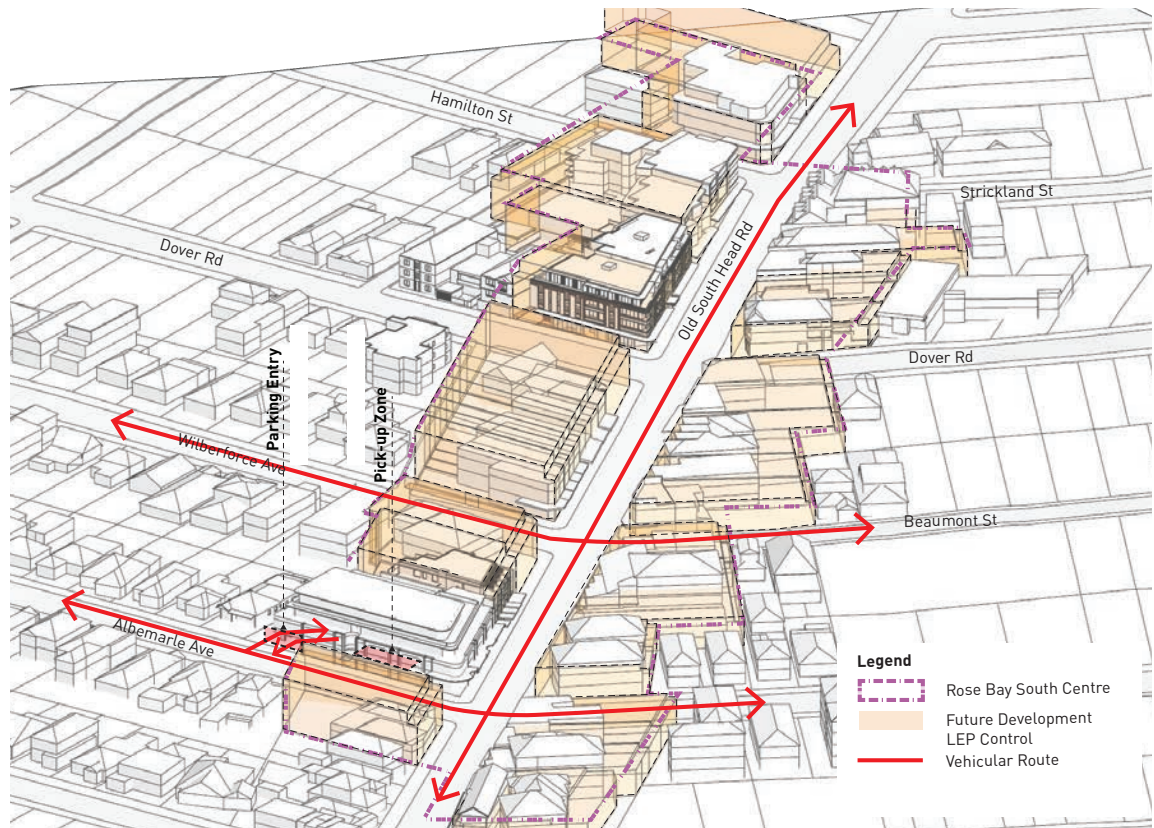 Hamilton St
Strickland St
Dover Rd
Old South Head Rd
Dover Rd
Parking Entry
Pick-up Zone
Wilberforce Ave
Beaumont St
Albemarle Ave
Legend
Rose Bay South Centre
Future Development
LEP Control
Vehicular Route